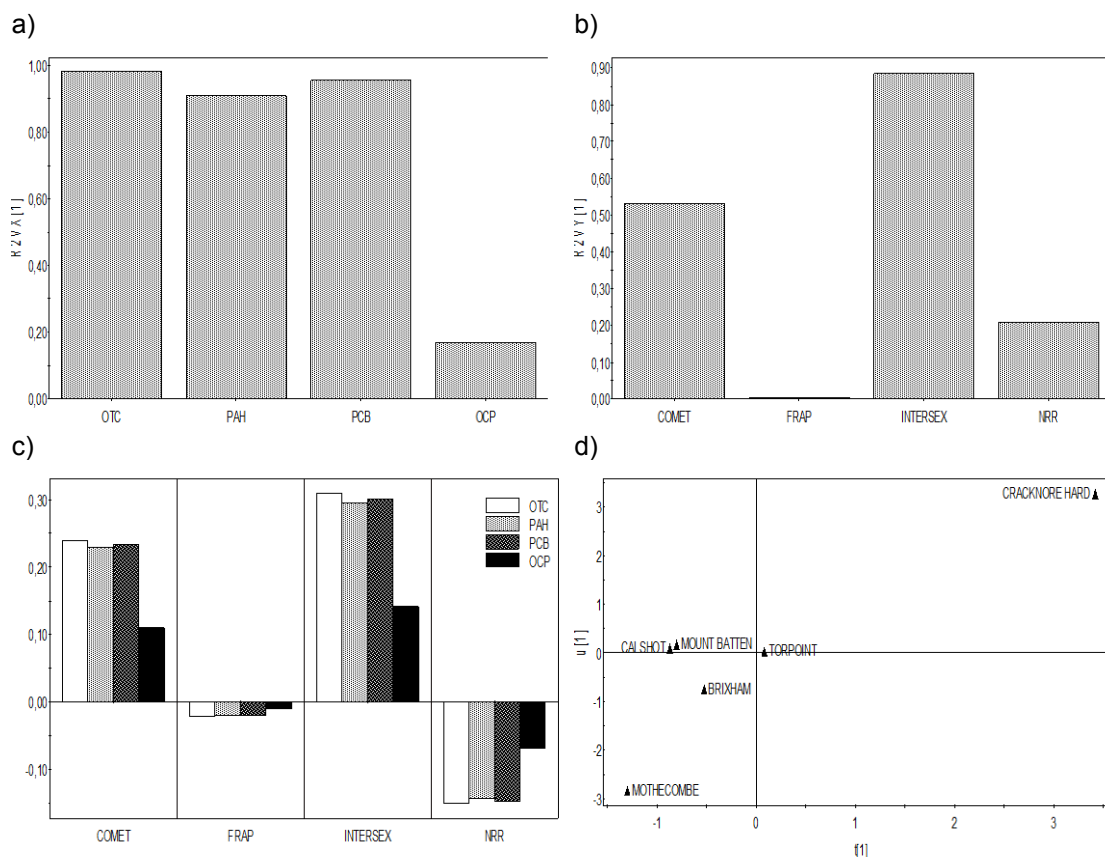 a)
1,00
0,80
0,60
0,40
0,20
0,00
R2VX[1]
OTC PAH PCB OCP
b)
0,90
0,80
0,70
0,60
0,50
0,40
0,30
0,20
0,10
0,00
R2VY[1]
COMET FRAP INTERSEX NRR
c)
0,30
0,20
0,10
0,00
-0,10
OTC
PAH
PCB
OCP
COMET FRAP INTERSEX NRR
d)
3
2
1
0
-1
-2
-3
u[1]
CRACKNORE HARD
CALSHOT MOUNT BATTEN TORPOINT
BRIXHAM
MOTHECOMBE
-1 0 1 2 3
t[1]